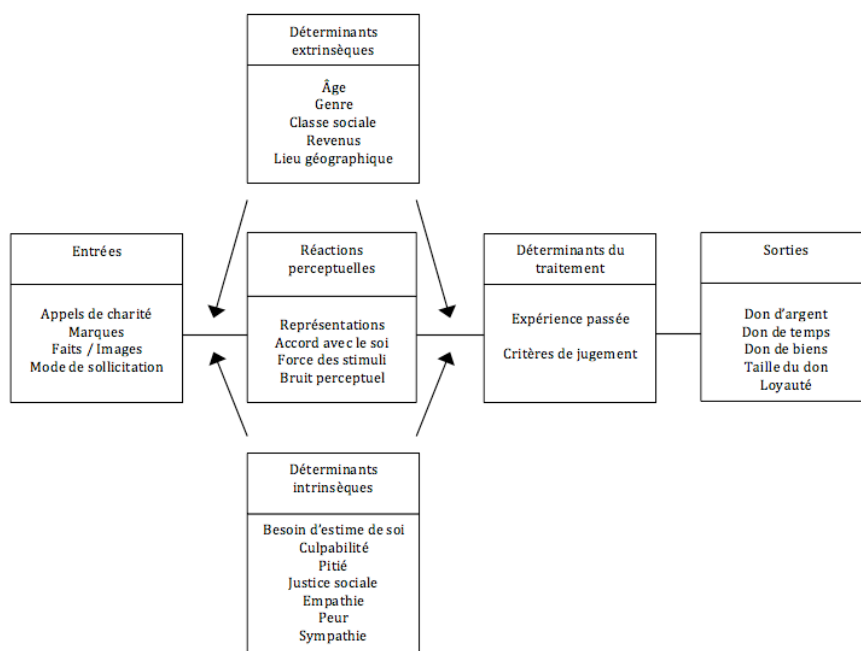 Déterminants
extrinsèques
Âge
Genre
Classe sociale
Revenus
Lieu géographique
Entrées
Appels de charité
Marques
Faits / Images
Mode de sollicitation
Réactions
perceptuelles
Représentations
Accord avec le soi
Force des stimuli
Bruit perceptuel
Déterminants du
traitement
Expérience passée
Critères de jugement
Sorties
Don d'argent
Don de temps
Don de biens
Taille du don
Loyauté
Déterminants
intrinsèques
Besoin d'estime de soi
Culpabilité
Pitié
Justice sociale
Empathie
Peur
Sympathie